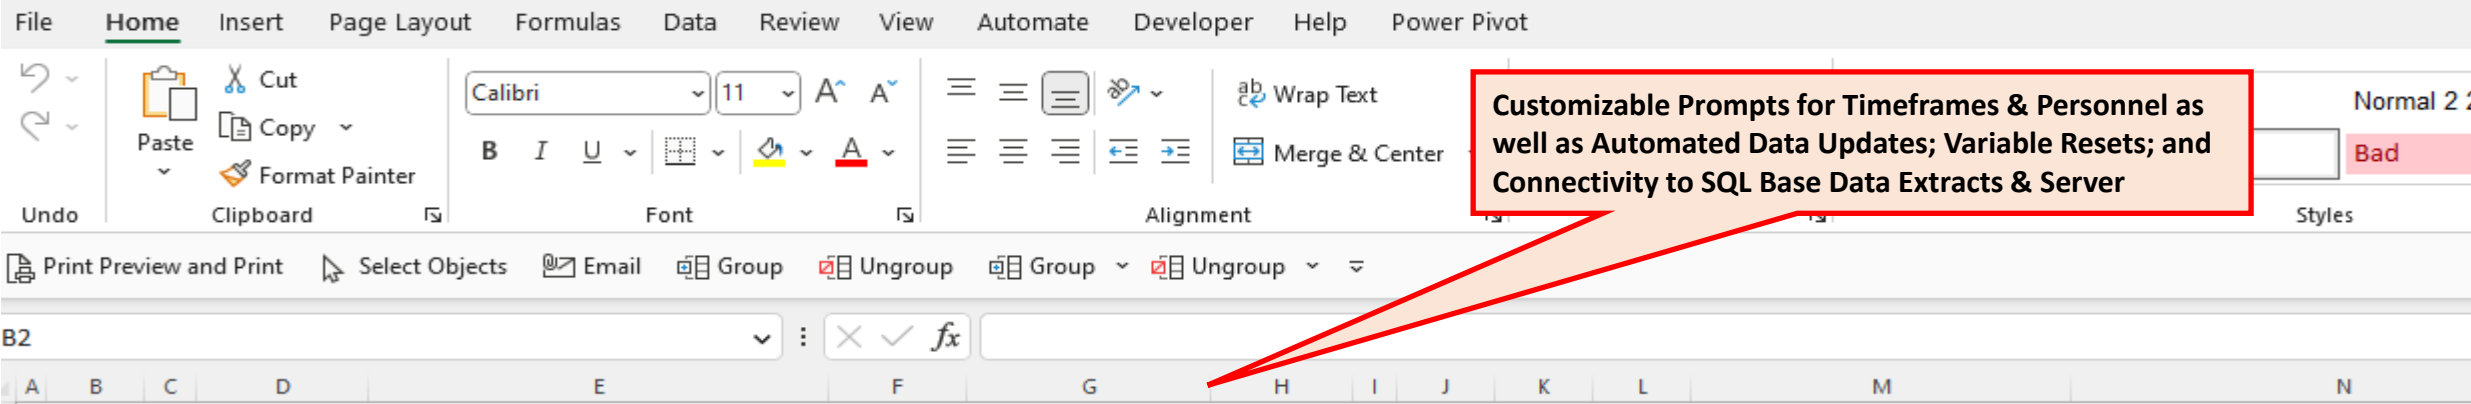 File Home Insert Page Layout Formulas Data Review View Automate Developer Help Power Pivot
Cut
Calibri 11 A^ A˅ ab Wrap Text
Customizable Prompts for Timeframes & Personnel as
well as Automated Data Updates; Variable Resets; and
Connectivity to SQL Base Data Extracts & Server
Normal 2
Paste Copy
B I U A Merge & Center Bad
Format Painter
Undo Clipboard Font Alignment Styles
Print Preview and Print Select Objects Email Group Ungroup Group Ungroup
B2 fx
A B C D E F G H I J K L M N